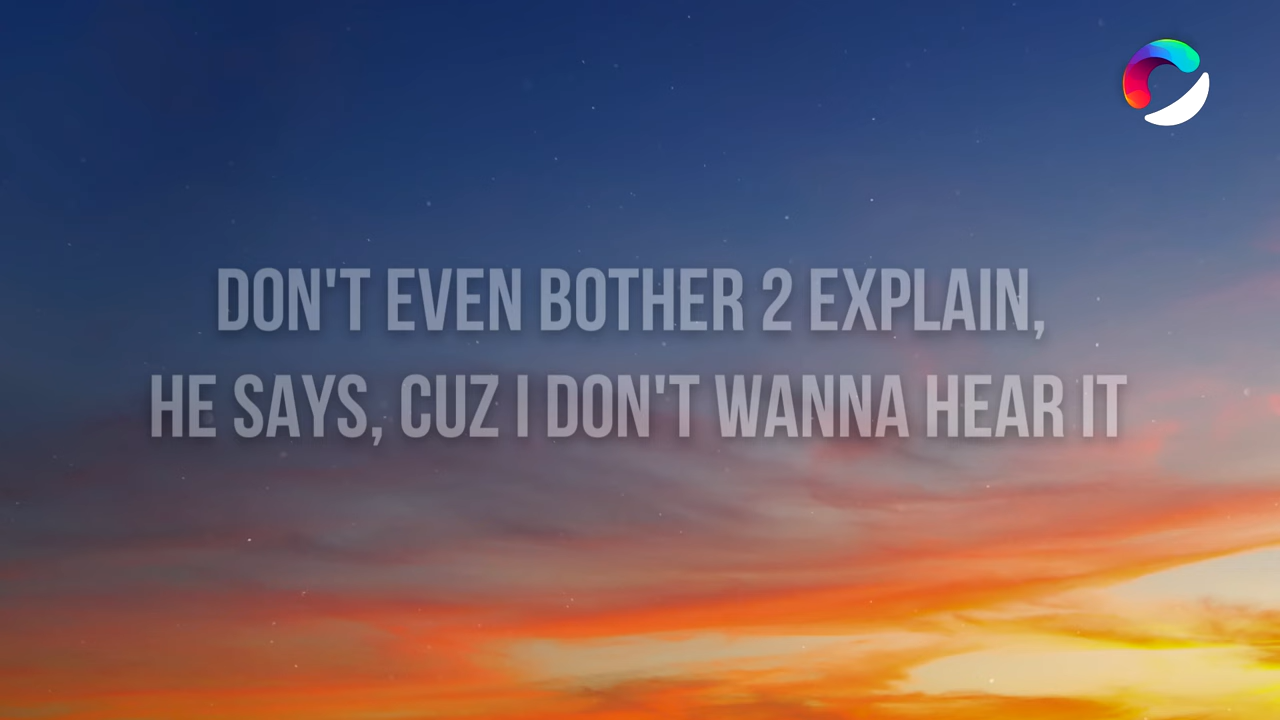 DON'T EVEN BOTHER 2 EXPLAIN,
HE SAYS, CUZ I DON'T WANNA HEAR IT